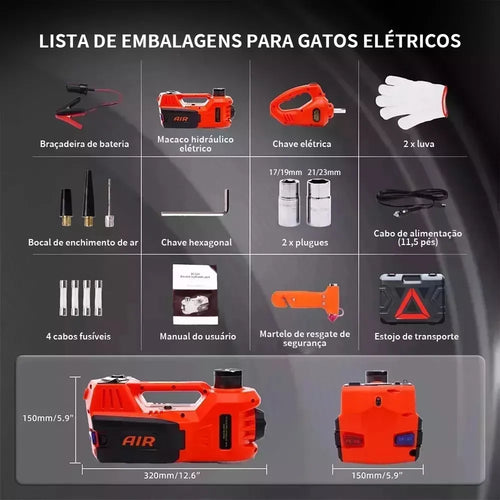 LISTA DE EMBALAGENS PARA GATOS ELÉTRICOS
Braçadeira de bateria
AIR
Macaco hidráulico
elétrico
Chave elétrica
2 x luva
Bocal de enchimento de ar
Chave hexagonal
17/19mm 21/23mm
2 x plugues
Cabo de alimentação
(11,5 pés)
4 cabos fusíveis
Manual do usuário
Martelo de resgate de
segurança
Estojo de transporte
150mm/5.9"
AIR
320mm/12.6"
150mm/5.9"